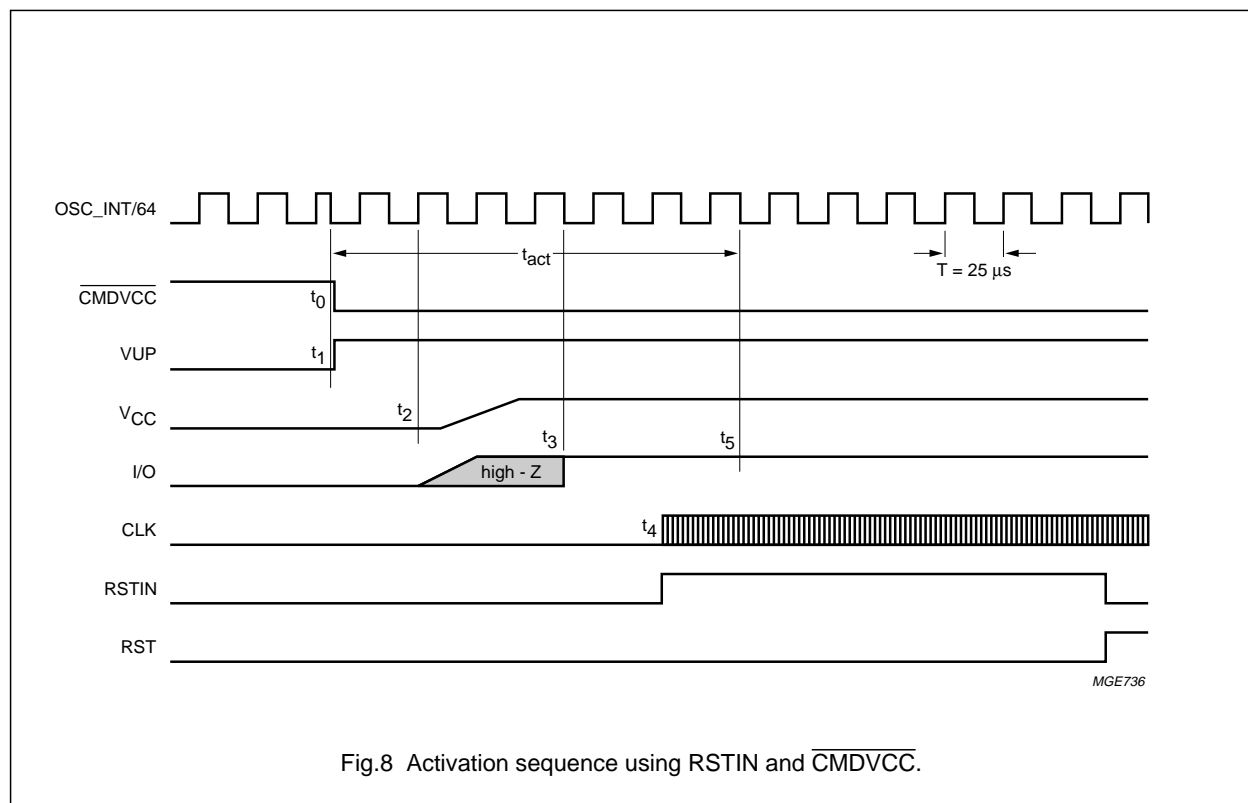 OSC_INT/64
tact
T = 25 μs
CMDVCC
t0
VUP
t1
VCC
t2
t3
t5
I/O
high - Z
CLK
t4
RSTIN
RST
MGE736
Fig.8 Activation sequence using RSTIN and CMDVCC.